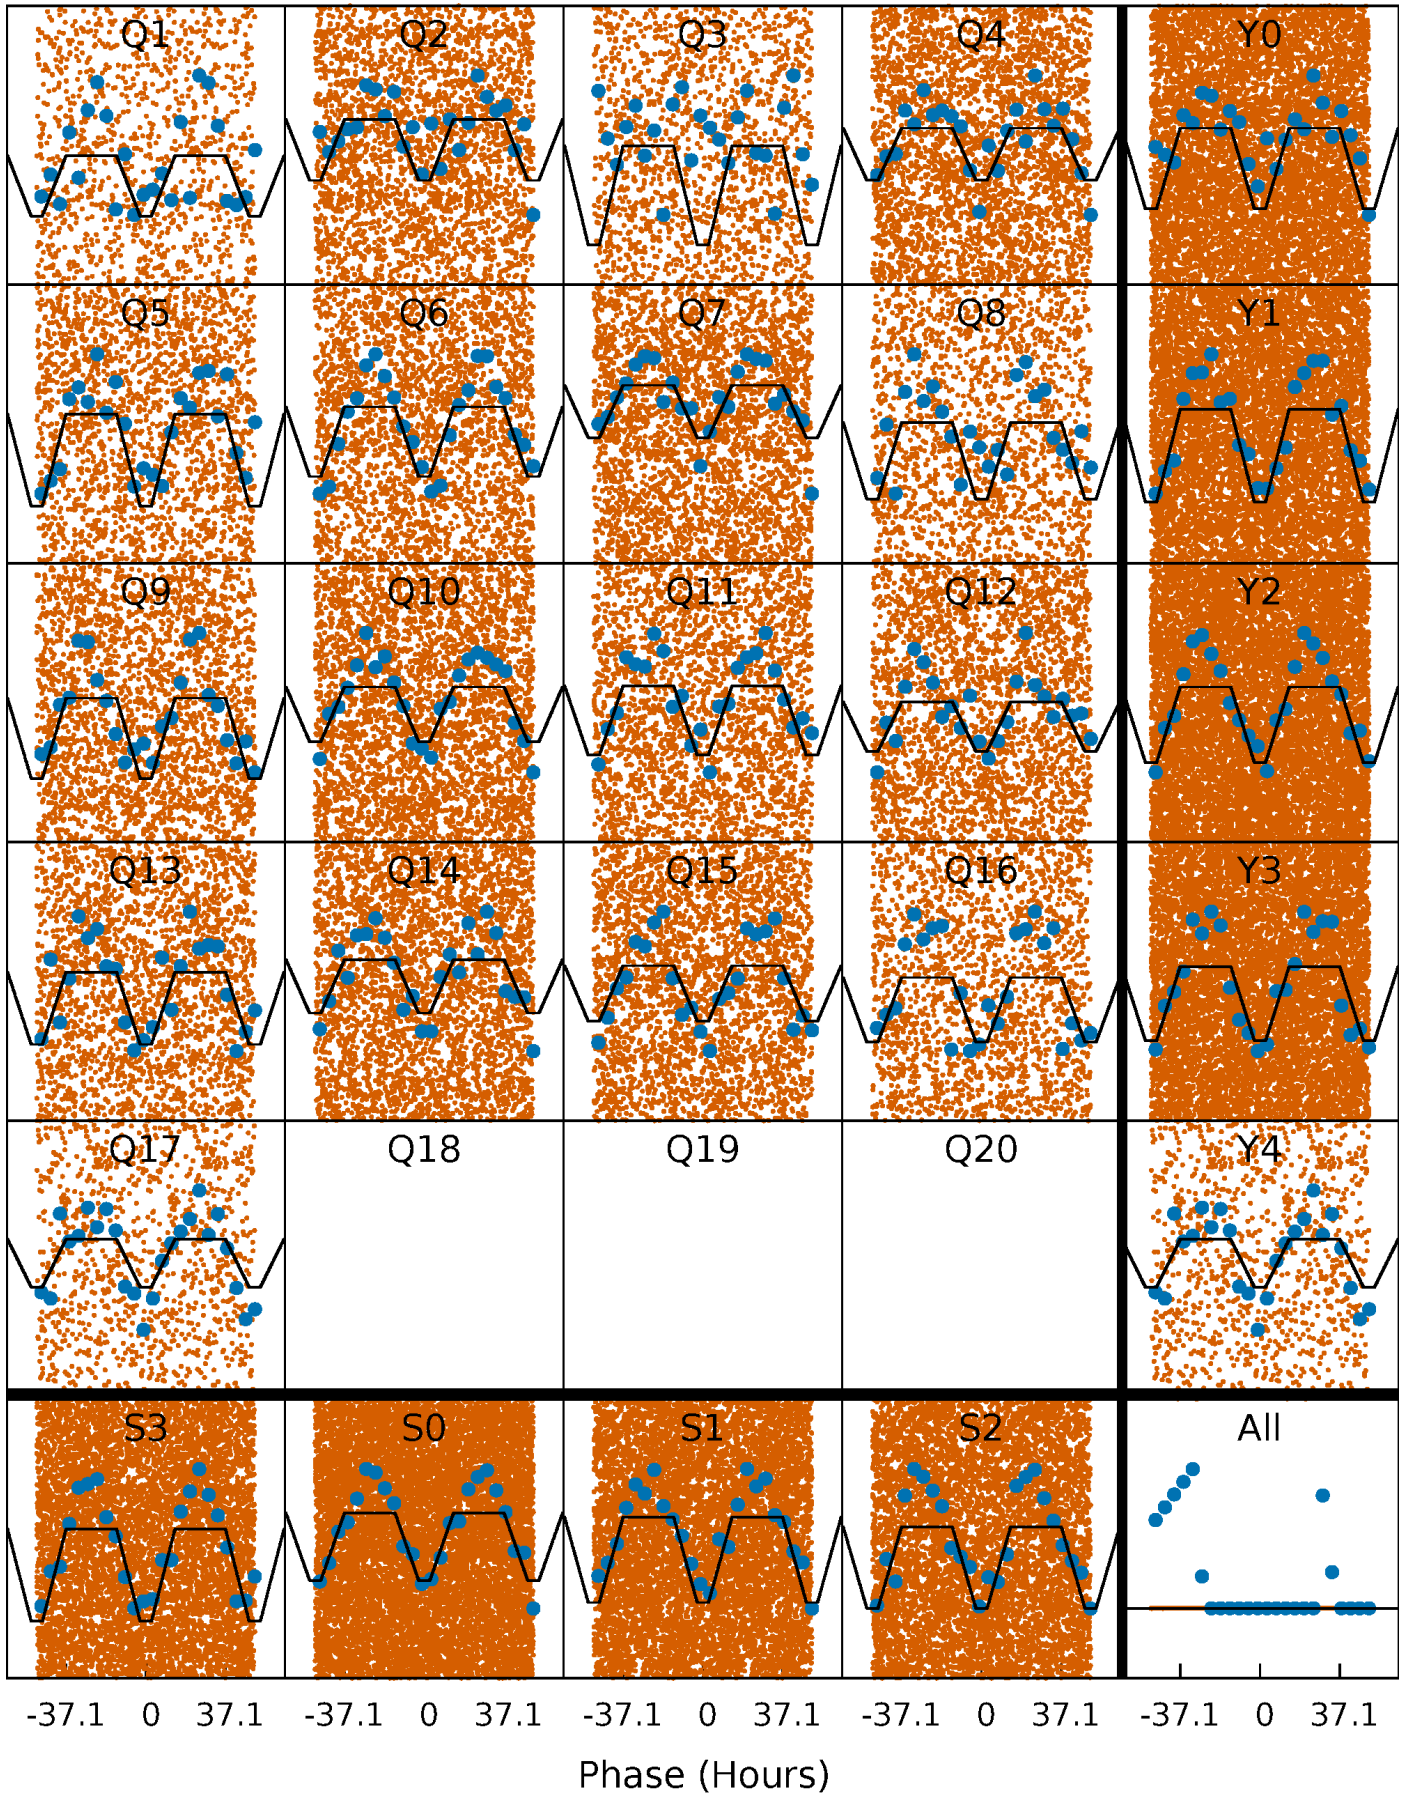 Q1 Q2 Q3 Q4 Y0
Q5 Q6 Q7 Q8 Y1
Q9 Q10 Q11 Q12 Y2
Q13 Q14 Q15 Q16 Y3
Q17 Q18 Q19 Q20 Y4
S3 S0 S1 S2 All
-37.1 0 37.1 -37.1 0 37.1 -37.1 0 37.1 -37.1 0 37.1 -37.1 0 37.1
Phase (Hours)